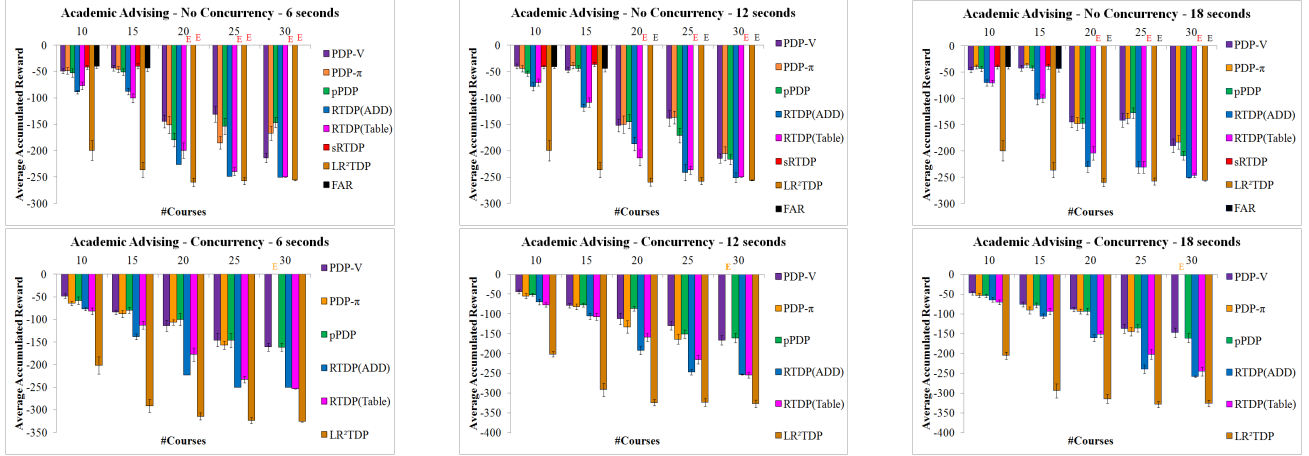 Academic Advising - No Concurrency - 6 seconds
10 15 20 25 30
E E E E E E
Average Accumulated Reward
0
-50
-100
-150
-200
-250
-300
#Courses
PDP-V
PDP-π
pPDP
RTDP(ADD)
RTDP(Table)
sRTDP
LR²TDP
FAR
Academic Advising - No Concurrency - 12 seconds
10 15 20 25 30
E E E E E E
Average Accumulated Reward
0
-50
-100
-150
-200
-250
-300
#Courses
PDP-V
PDP-π
pPDP
RTDP(ADD)
RTDP(Table)
sRTDP
LR²TDP
FAR
Academic Advising - No Concurrency - 18 seconds
10 15 20 25 30
E E E E E E
Average Accumulated Reward
0
-50
-100
-150
-200
-250
-300
#Courses
PDP-V
PDP-π
pPDP
RTDP(ADD)
RTDP(Table)
sRTDP
LR²TDP
FAR
Academic Advising - Concurrency - 6 seconds
10 15 20 25 30
E
Average Accumulated Reward
0
-50
-100
-150
-200
-250
-300
-350
#Courses
PDP-V
PDP-π
pPDP
RTDP(ADD)
RTDP(Table)
LR²TDP
Academic Advising - Concurrency - 12 seconds
10 15 20 25 30
E
Average Accumulated Reward
0
-50
-100
-150
-200
-250
-300
-350
-400
#Courses
PDP-V
PDP-π
pPDP
RTDP(ADD)
RTDP(Table)
LR²TDP
Academic Advising - Concurrency - 18 seconds
10 15 20 25 30
E
Average Accumulated Reward
0
-50
-100
-150
-200
-250
-300
-350
-400
#Courses
PDP-V
PDP-π
pPDP
RTDP(ADD)
RTDP(Table)
LR²TDP